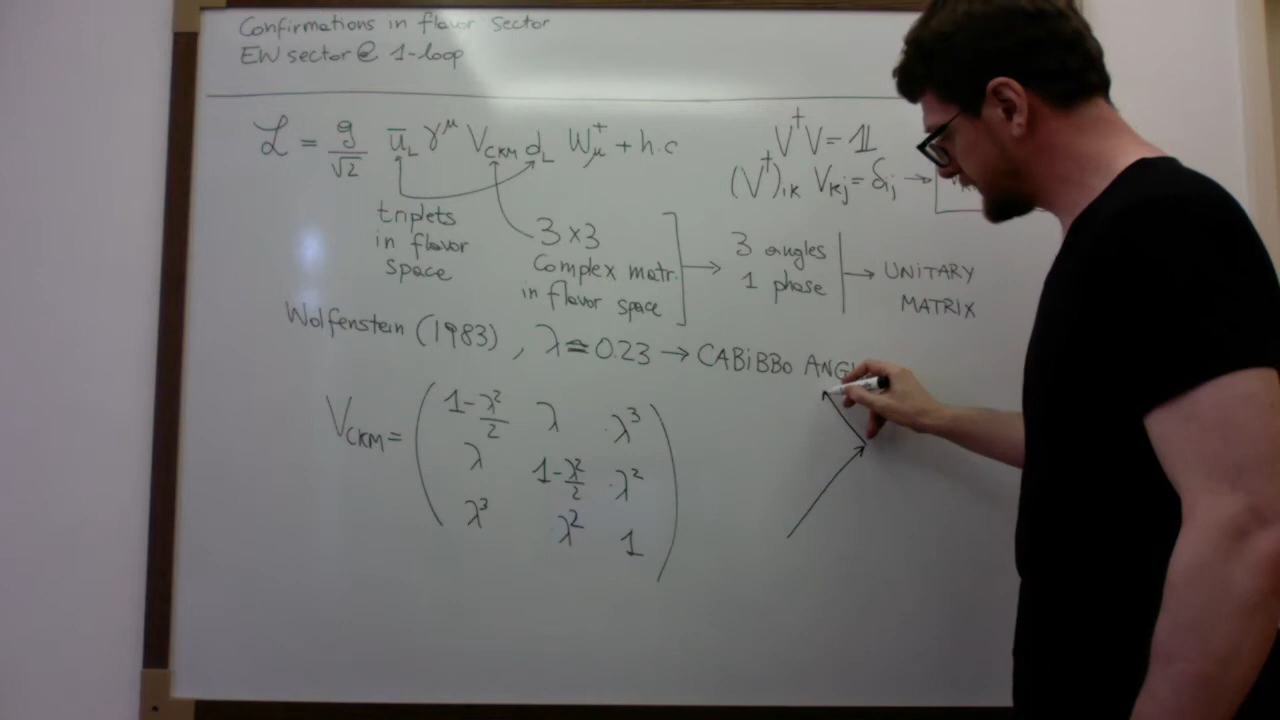 Confirmations in flavor sector
EW sector @ 1-loop
ℒ = g/√2 ū_L γ^μ V_CKM d_L W_μ^+ + h.c
V†V = 𝟙
(V†)_ik V_kj = δ_ij →
triplets
in flavor
space
3 x 3
Complex matr.
in flavor space
3 angles
1 phase
→ UNITARY
MATRIX
Wolfenstein (1983) , λ ≃ 0.23 → CABIBBO ANG
V_CKM =
1-λ²/2 λ λ³
λ 1-λ²/2 λ²
λ³ λ² 1